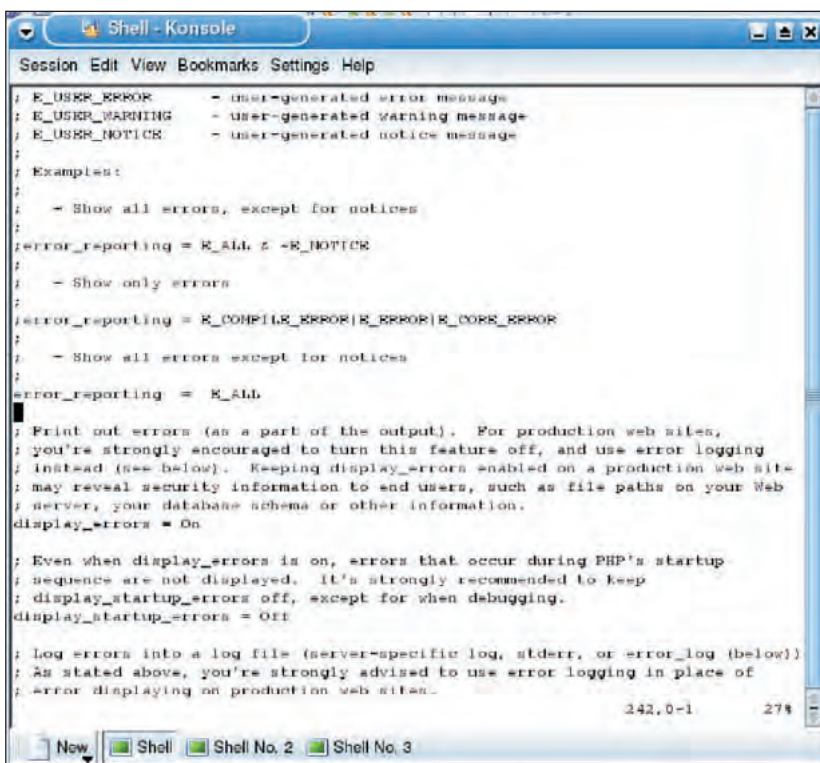 Shell - Konsole
Session Edit View Bookmarks Settings Help
; E_USER_ERROR - user-generated error message
; E_USER_WARNING - user-generated warning message
; E_USER_NOTICE - user-generated notice message
;
; Examples:
;
; - Show all errors, except for notices
;
;error_reporting = E_ALL & ~E_NOTICE
;
; - Show only errors
;
;error_reporting = E_COMPILE_ERROR|E_ERROR|E_CORE_ERROR
;
; - Show all errors except for notices
;
error_reporting = E_ALL
; Print out errors (as a part of the output). For production web sites,
; you're strongly encouraged to turn this feature off, and use error logging
; instead (see below). Keeping display_errors enabled on a production web site
; may reveal security information to end users, such as file paths on your Web
; server, your database schema or other information.
display_errors = On
; Even when display_errors is on, errors that occur during PHP's startup
; sequence are not displayed. It's strongly recommended to keep
; display_startup_errors off, except for when debugging.
display_startup_errors = Off
; Log errors into a log file (server-specific log, stderr, or error_log (below))
; As stated above, you're strongly advised to use error logging in place of
; error displaying on production web sites.
242,0-1 27%
New Shell Shell No. 2 Shell No. 3